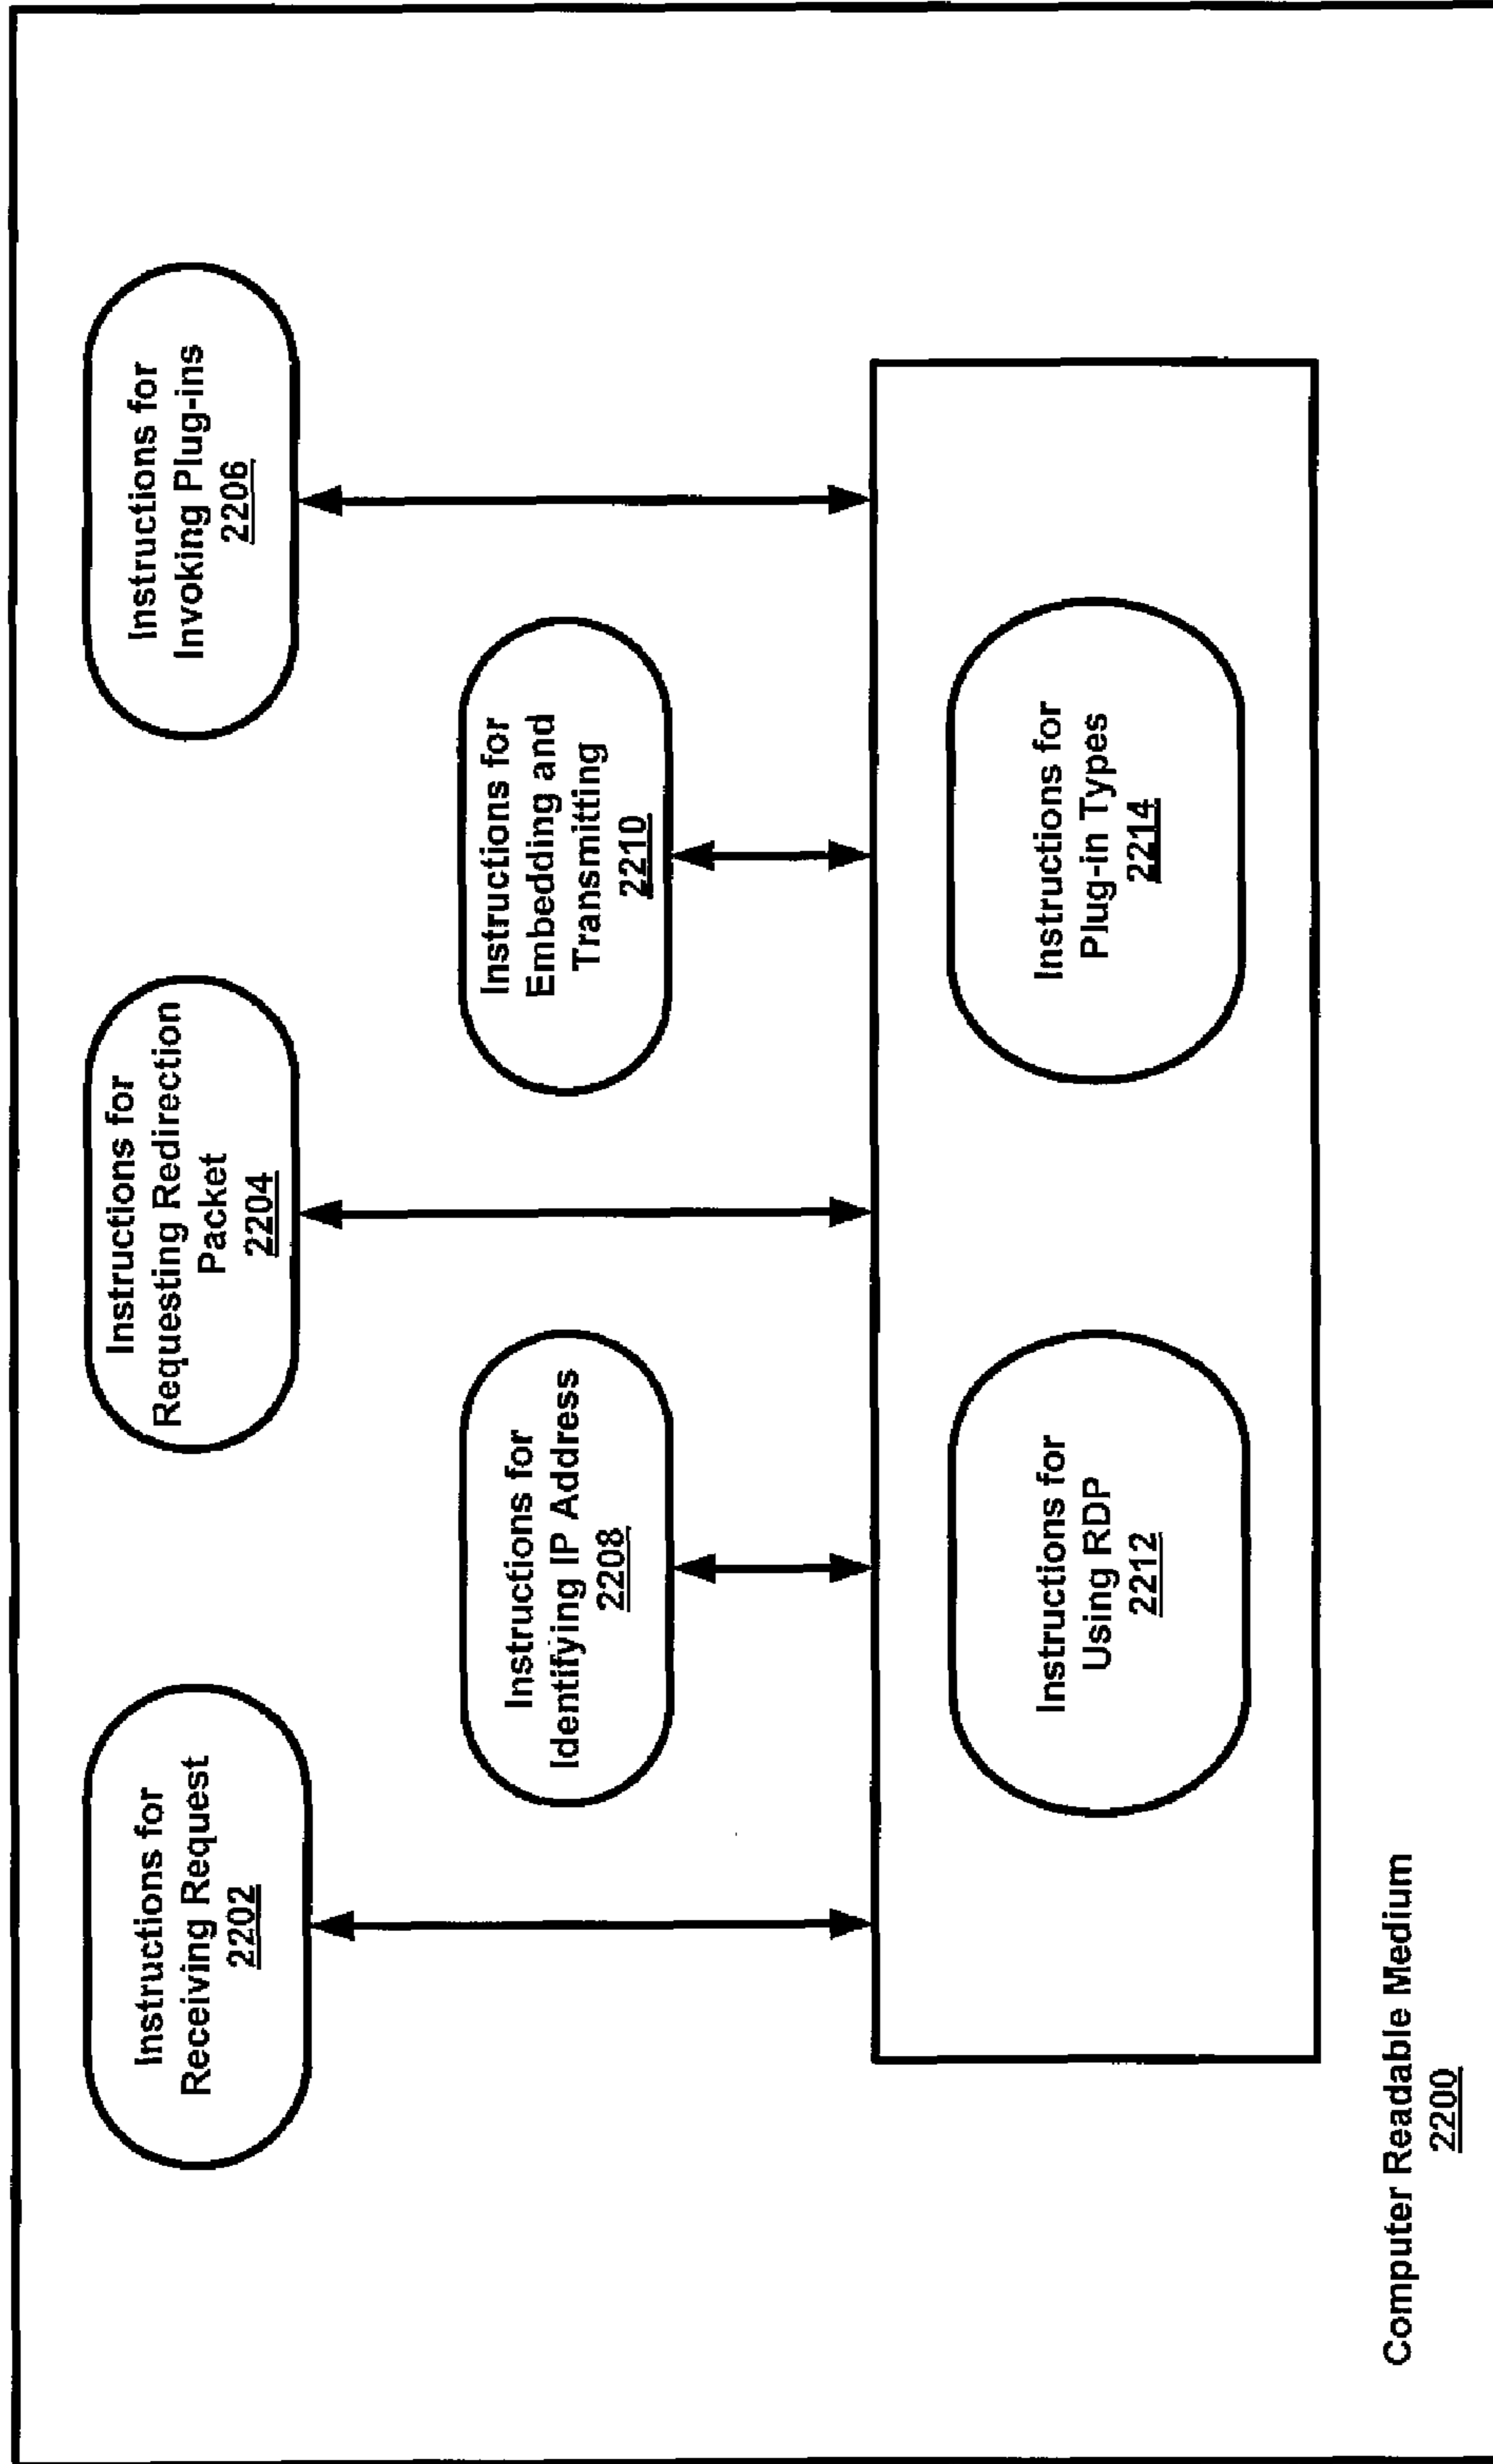 Instructions for
Receiving Request
2202
Instructions for
Requesting Redirection
Packet
2204
Instructions for
Invoking Plug-ins
2206
Instructions for
Identifying IP Address
2208
Instructions for
Embedding and
Transmitting
2210
Instructions for
Using RDP
2212
Instructions for
Plug-in Types
2214
Computer Readable Medium
2200